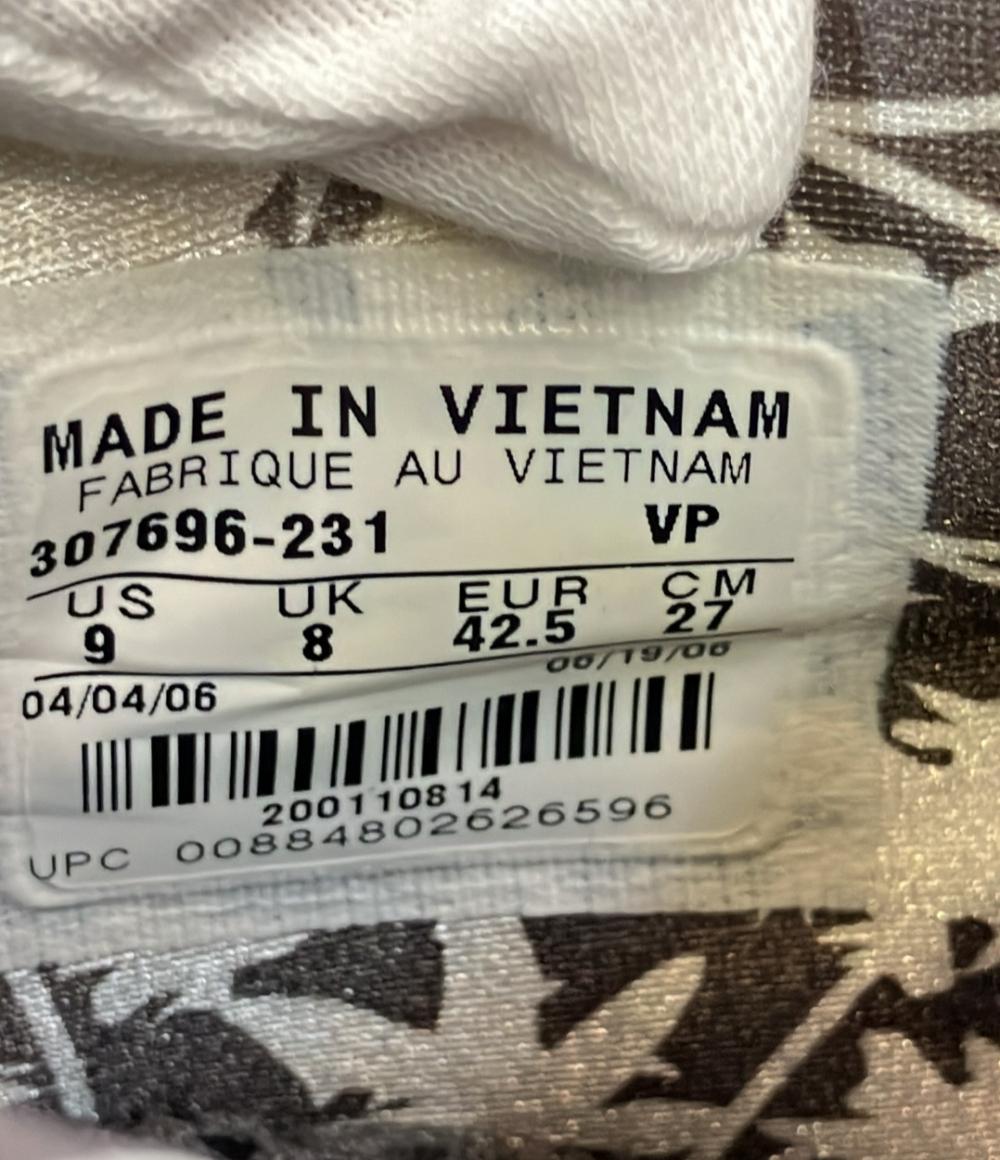 MADE IN VIETNAM
FABRIQUE AU VIETNAM
307696-231 VP
US UK EUR CM
9 8 42.5 27
04/04/06 06/19/06
200110814
UPC 00884802626596